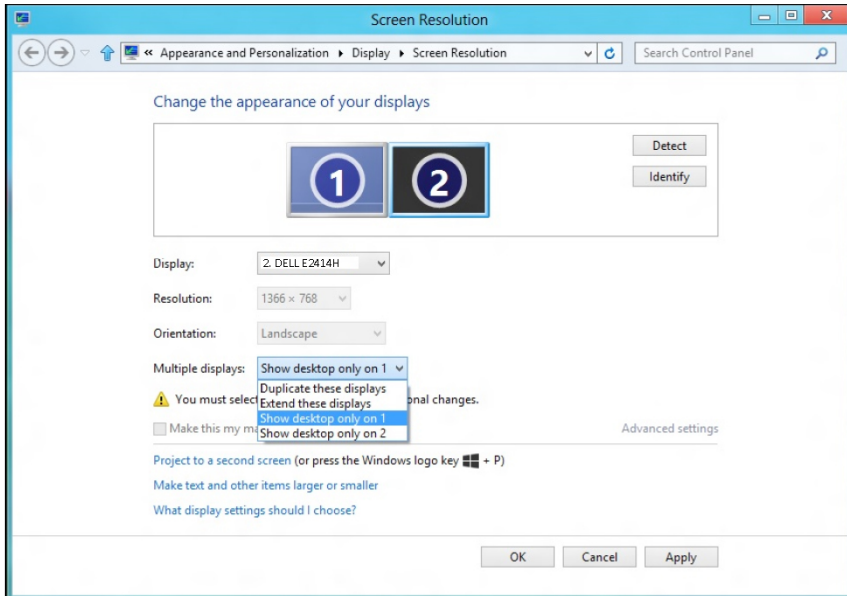 Screen Resolution
« Appearance and Personalization ▸ Display ▸ Screen Resolution
Search Control Panel
Change the appearance of your displays
1 2
Detect
Identify
Display: 2. DELL E2414H
Resolution: 1366 × 768
Orientation: Landscape
Multiple displays: Show desktop only on 1
Duplicate these displays
You must selec onal changes.
Extend these displays
Show desktop only on 1
Make this my ma Advanced settings
Show desktop only on 2
Project to a second screen (or press the Windows logo key + P)
Make text and other items larger or smaller
What display settings should I choose?
OK Cancel Apply